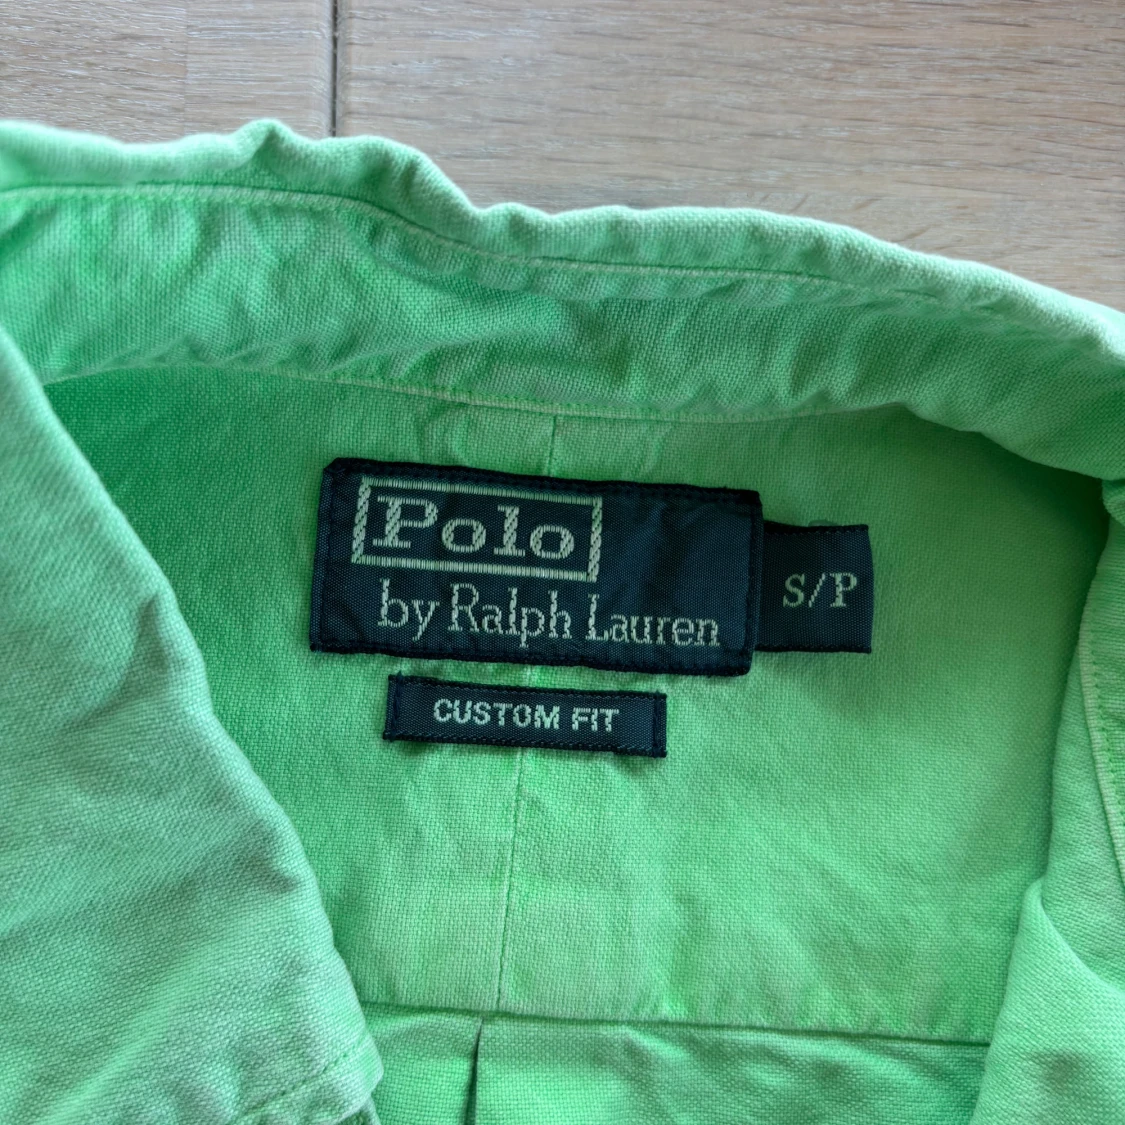 Polo
by Ralph Lauren
S/P
CUSTOM FIT